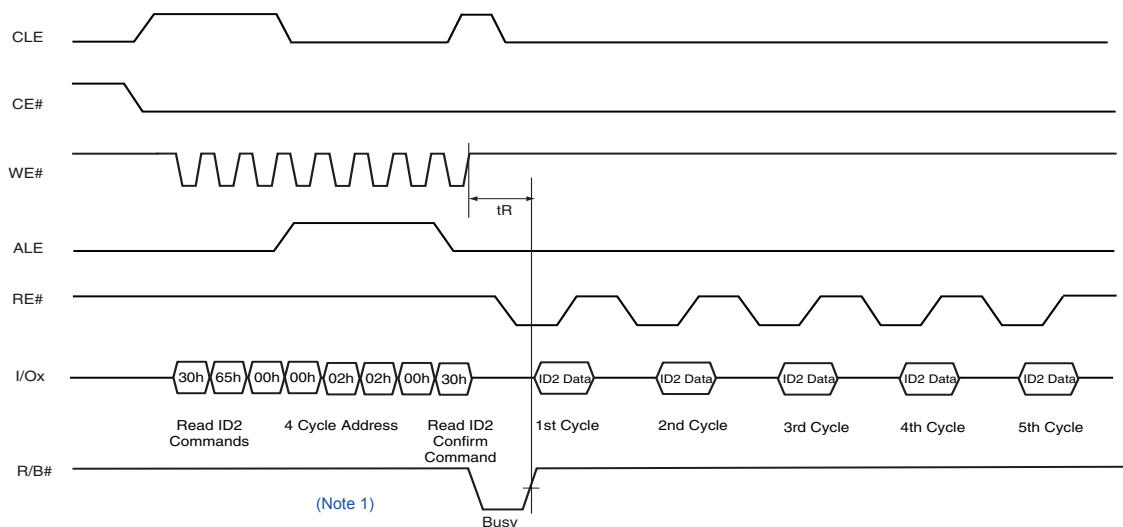 CLE
CE#
WE#
tR
ALE
RE#
I/Ox 30h 65h 00h 00h 02h 02h 00h 30h ID2 Data ID2 Data ID2 Data ID2 Data ID2 Data
Read ID2 Commands
4 Cycle Address
Read ID2 Confirm Command
1st Cycle
2nd Cycle
3rd Cycle
4th Cycle
5th Cycle
R/B#
(Note 1)
Busy